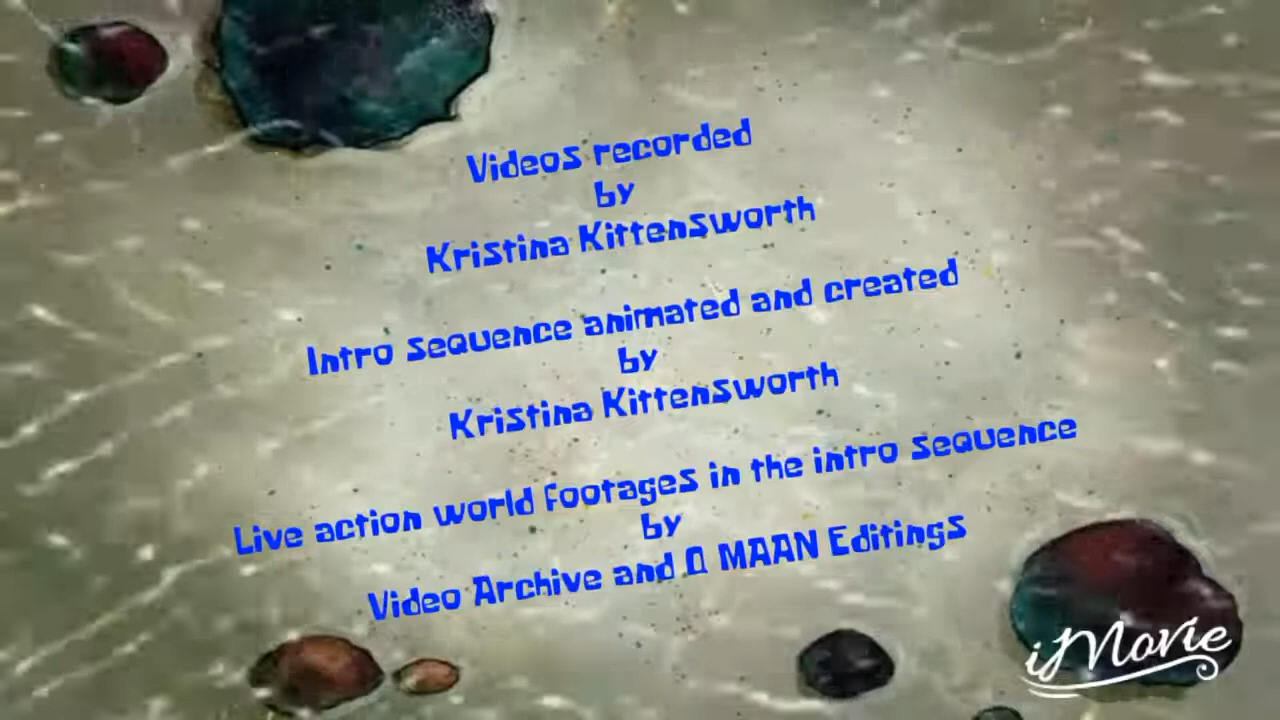 Videos recorded
by
Kristina Kittensworth
Intro sequence animated and created
by
Kristina Kittensworth
Live action world footages in the intro sequence
by
Video Archive and Q MAAN Editings
iMovie